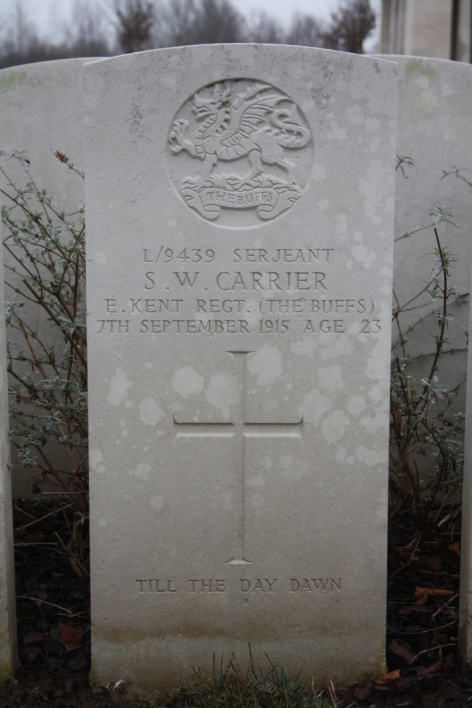 THE BUFFS
L/9439 SERJEANT
S.W. CARRIER
E. KENT REGT. (THE BUFFS)
7TH SEPTEMBER 1915 AGE 23
TILL THE DAY DAWN